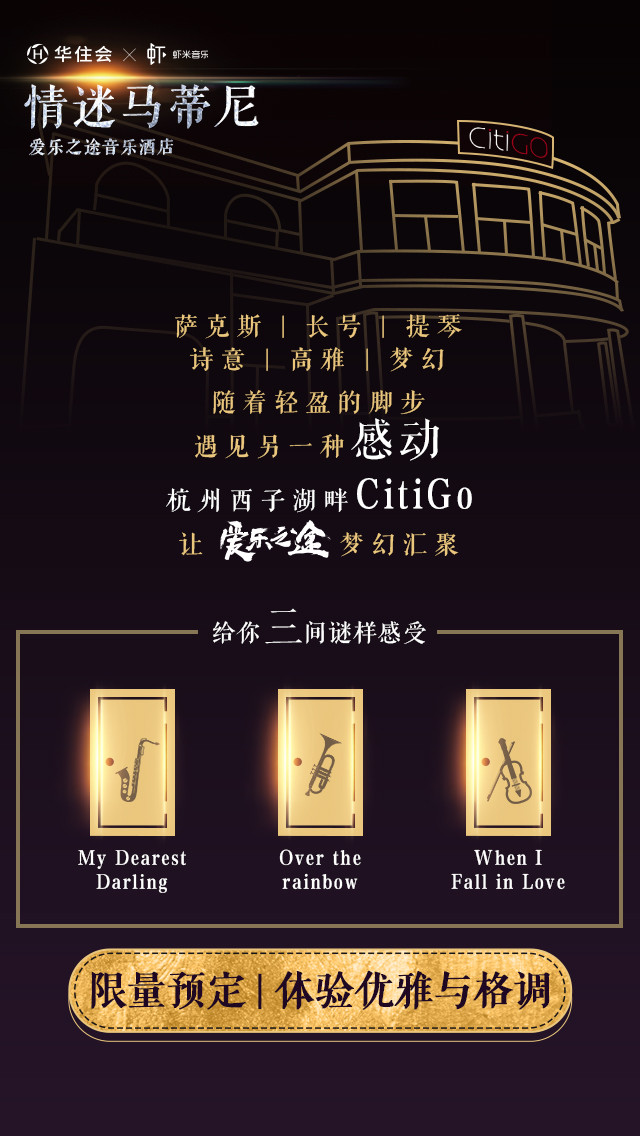 华住会 × 虾 虾米音乐
情迷马蒂尼
爱乐之途音乐酒店
CitiGO
萨克斯 | 长号 | 提琴
诗意 | 高雅 | 梦幻
随着轻盈的脚步
遇见另一种感动
杭州西子湖畔CitiGo
让 爱乐之途 梦幻汇聚
给你三间谜样感受
My Dearest
Darling
Over the
rainbow
When I
Fall in Love
限量预定|体验优雅与格调